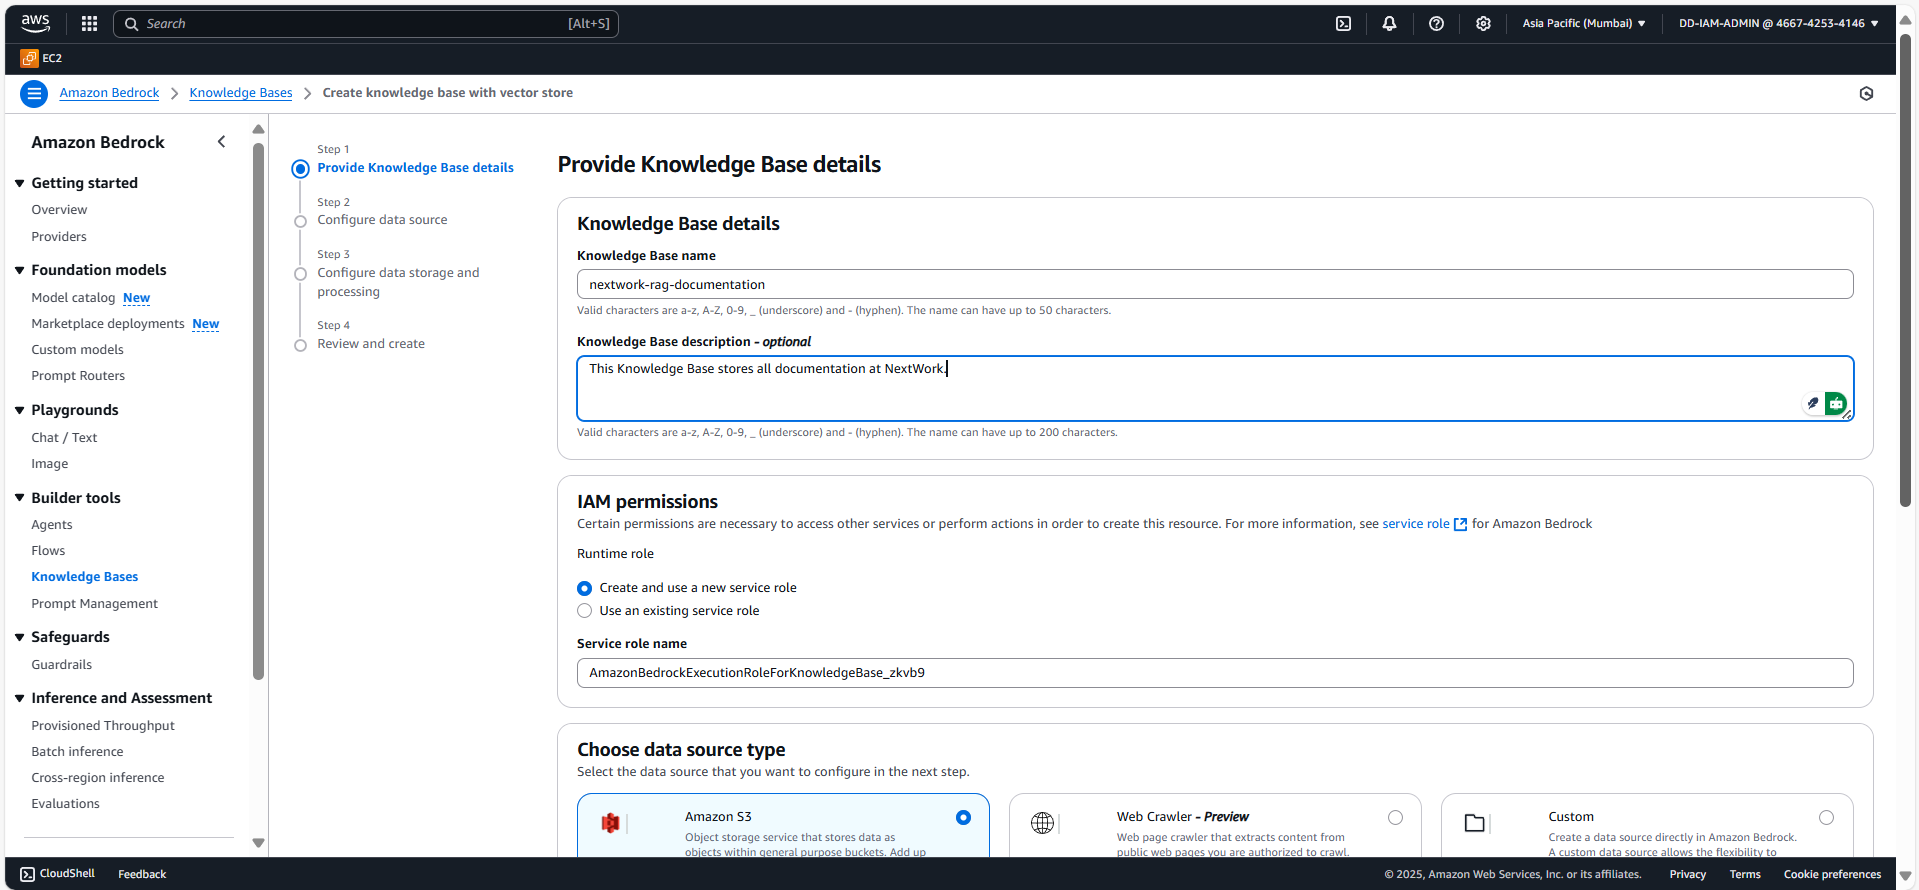 aws
Search
[Alt+S]
Asia Pacific (Mumbai)
DD-IAM-ADMIN @ 4667-4253-4146
EC2
Amazon Bedrock
Knowledge Bases
Create knowledge base with vector store
Amazon Bedrock
Getting started
Overview
Providers
Foundation models
Model catalog New
Marketplace deployments New
Custom models
Prompt Routers
Playgrounds
Chat / Text
Image
Builder tools
Agents
Flows
Knowledge Bases
Prompt Management
Safeguards
Guardrails
Inference and Assessment
Provisioned Throughput
Batch inference
Cross-region inference
Evaluations
Step 1
Provide Knowledge Base details
Step 2
Configure data source
Step 3
Configure data storage and
processing
Step 4
Review and create
Provide Knowledge Base details
Knowledge Base details
Knowledge Base name
nextwork-rag-documentation
Valid characters are a-z, A-Z, 0-9, _ (underscore) and - (hyphen). The name can have up to 50 characters.
Knowledge Base description - optional
This Knowledge Base stores all documentation at NextWork.
Valid characters are a-z, A-Z, 0-9, _ (underscore) and - (hyphen). The name can have up to 200 characters.
IAM permissions
Certain permissions are necessary to access other services or perform actions in order to create this resource. For more information, see service role for Amazon Bedrock
Runtime role
Create and use a new service role
Use an existing service role
Service role name
AmazonBedrockExecutionRoleForKnowledgeBase_zkvb9
Choose data source type
Select the data source that you want to configure in the next step.
Amazon S3
Object storage service that stores data as
objects within general purpose buckets. Add up
Web Crawler - Preview
Web page crawler that extracts content from
public web pages you are authorized to crawl.
Custom
Create a data source directly in Amazon Bedrock.
A custom data source allows the flexibility to
CloudShell
Feedback
© 2025, Amazon Web Services, Inc. or its affiliates.
Privacy
Terms
Cookie preferences